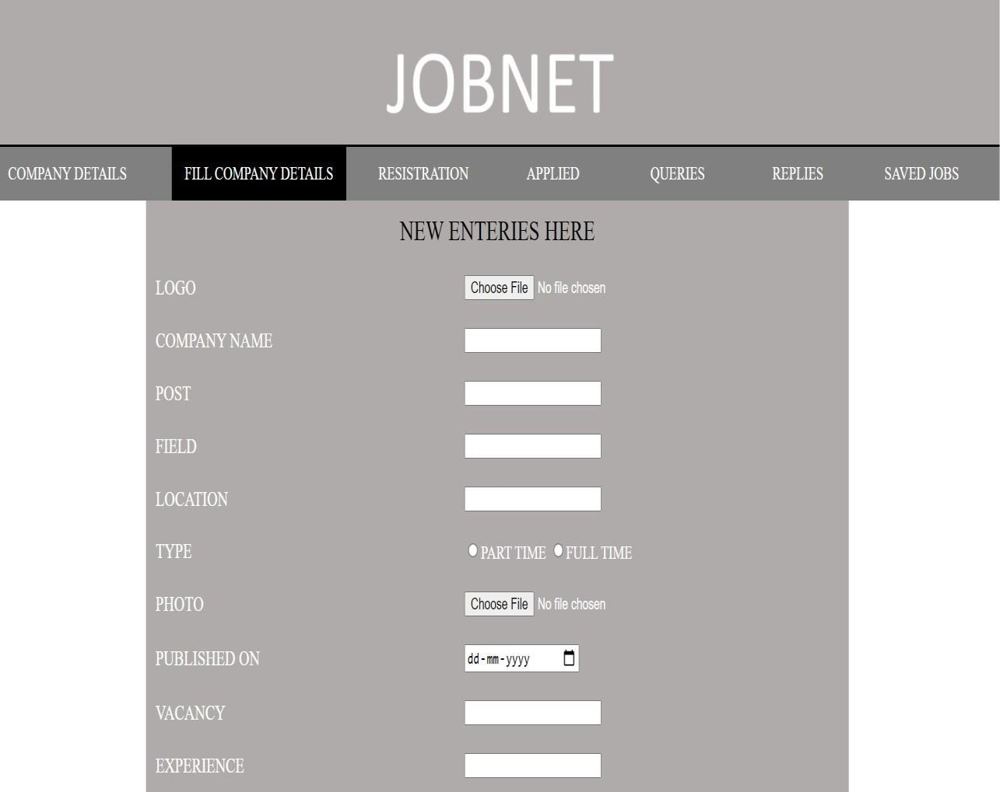 JOBNET
COMPANY DETAILS FILL COMPANY DETAILS RESISTRATION APPLIED QUERIES REPLIES SAVED JOBS
NEW ENTERIES HERE
LOGO Choose File No file chosen
COMPANY NAME
POST
FIELD
LOCATION
TYPE PART TIME FULL TIME
PHOTO Choose File No file chosen
PUBLISHED ON dd-mm-yyyy
VACANCY
EXPERIENCE